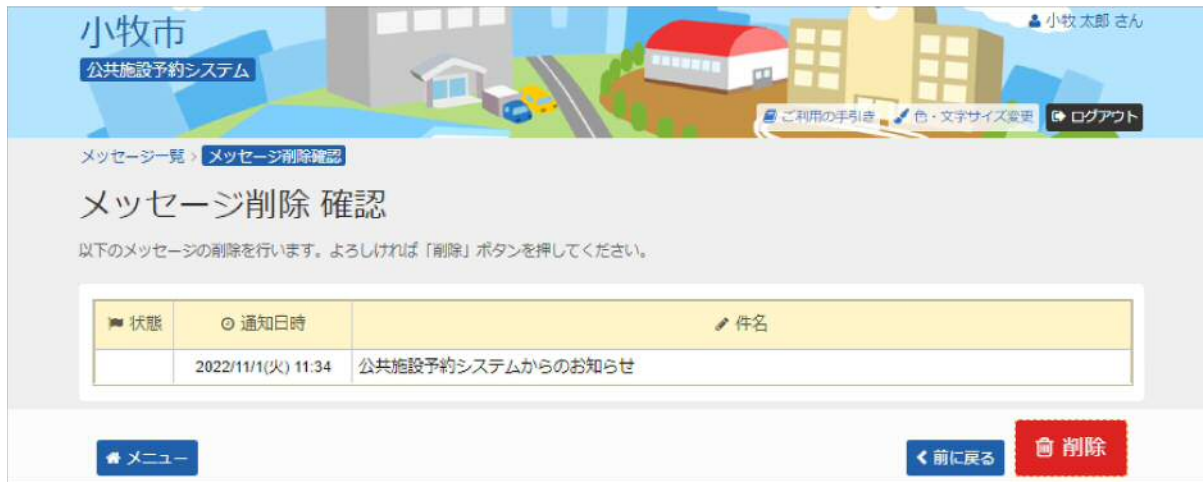 小牧市
小牧 太郎 さん
公共施設予約システム
ご利用の手引き 色・文字サイズ変更 ログアウト
メッセージ一覧 > メッセージ削除確認
メッセージ削除 確認
以下のメッセージの削除を行います。よろしければ「削除」ボタンを押してください。
状態 通知日時 件名
2022/11/1(火) 11:34 公共施設予約システムからのお知らせ
メニュー 前に戻る 削除